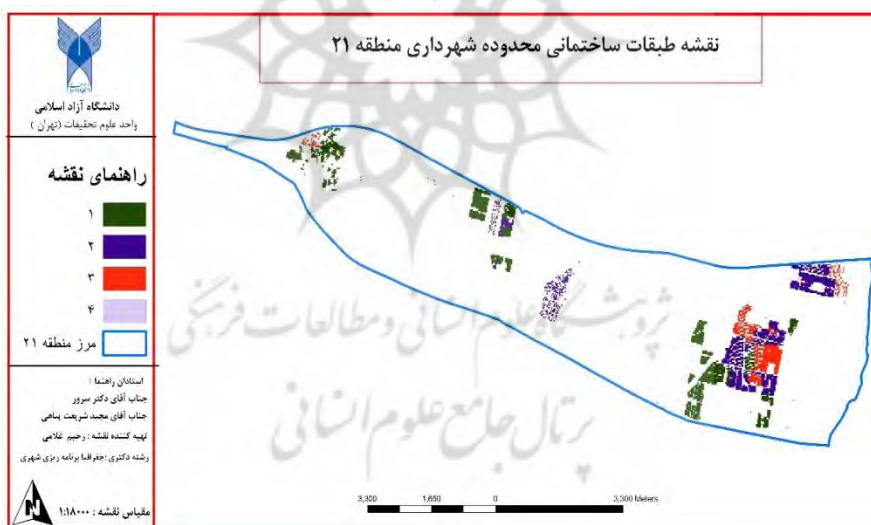 نقشه طبقات ساختمانی محدوده شهرداری منطقه ۲۱
دانشگاه آزاد اسلامی
واحد علوم تحقیقات (تهران )
راهنمای نقشه
۱
۲
۳
۴
مرز منطقه ۲۱
استادان راهنما :
جناب آقای دکتر سرور
جناب آقای مجید شریعت پناهی
تهیه کننده نقشه : رحیم غلامی
رشته دکتری :جغرافیا برنامه ریزی شهری
N
مقیاس نقشه : ۱:۱۸۰۰۰
3,300 1,650 0 3,300 Meters
پژوهشگاه علوم انسانی و مطالعات فرهنگی
پرتال جامع علوم انسانی